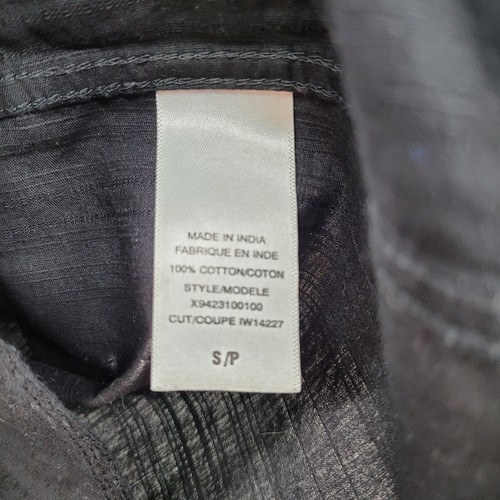 MADE IN INDIA
FABRIQUE EN INDE
100% COTTON/COTON
STYLE/MODELE
X9423100100
CUT/COUPE IW14227
S/P